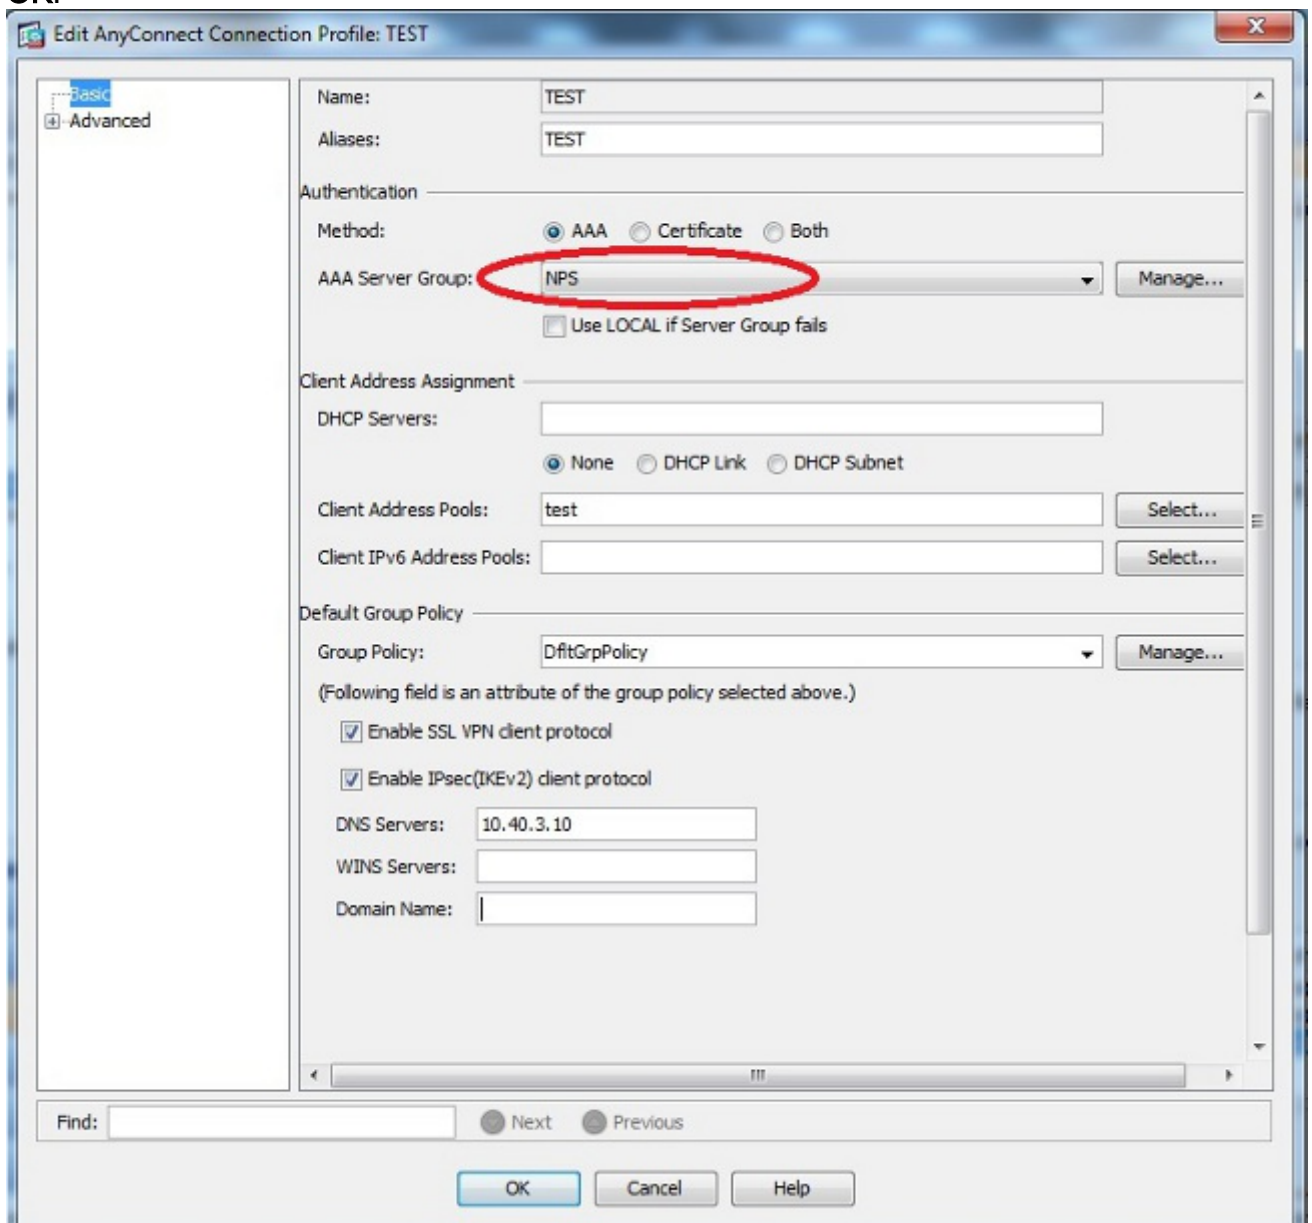 OK.
Edit AnyConnect Connection Profile: TEST
Basic
Advanced
Name: TEST
Aliases: TEST
Authentication
Method: AAA Certificate Both
AAA Server Group: NPS Manage...
Use LOCAL if Server Group fails
Client Address Assignment
DHCP Servers:
None DHCP Link DHCP Subnet
Client Address Pools: test Select...
Client IPv6 Address Pools: Select...
Default Group Policy
Group Policy: DfltGrpPolicy Manage...
(Following field is an attribute of the group policy selected above.)
Enable SSL VPN client protocol
Enable IPsec(IKEv2) client protocol
DNS Servers: 10.40.3.10
WINS Servers:
Domain Name:
Find: Next Previous
OK Cancel Help